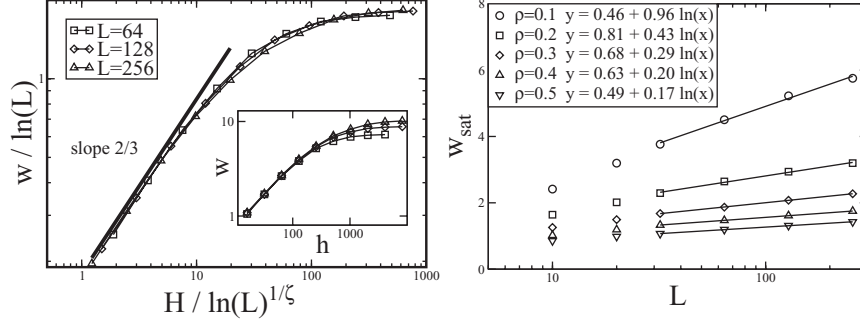 L=64
L=128
L=256
slope 2/3
w / ln(L)
1
1 10 100 1000
H / ln(L)^{1/ζ}
w
10
1
100 1000
h
ρ=0.1 y = 0.46 + 0.96 ln(x)
ρ=0.2 y = 0.81 + 0.43 ln(x)
ρ=0.3 y = 0.68 + 0.29 ln(x)
ρ=0.4 y = 0.63 + 0.20 ln(x)
ρ=0.5 y = 0.49 + 0.17 ln(x)
w_{sat}
8
6
4
2
0
10 100
L